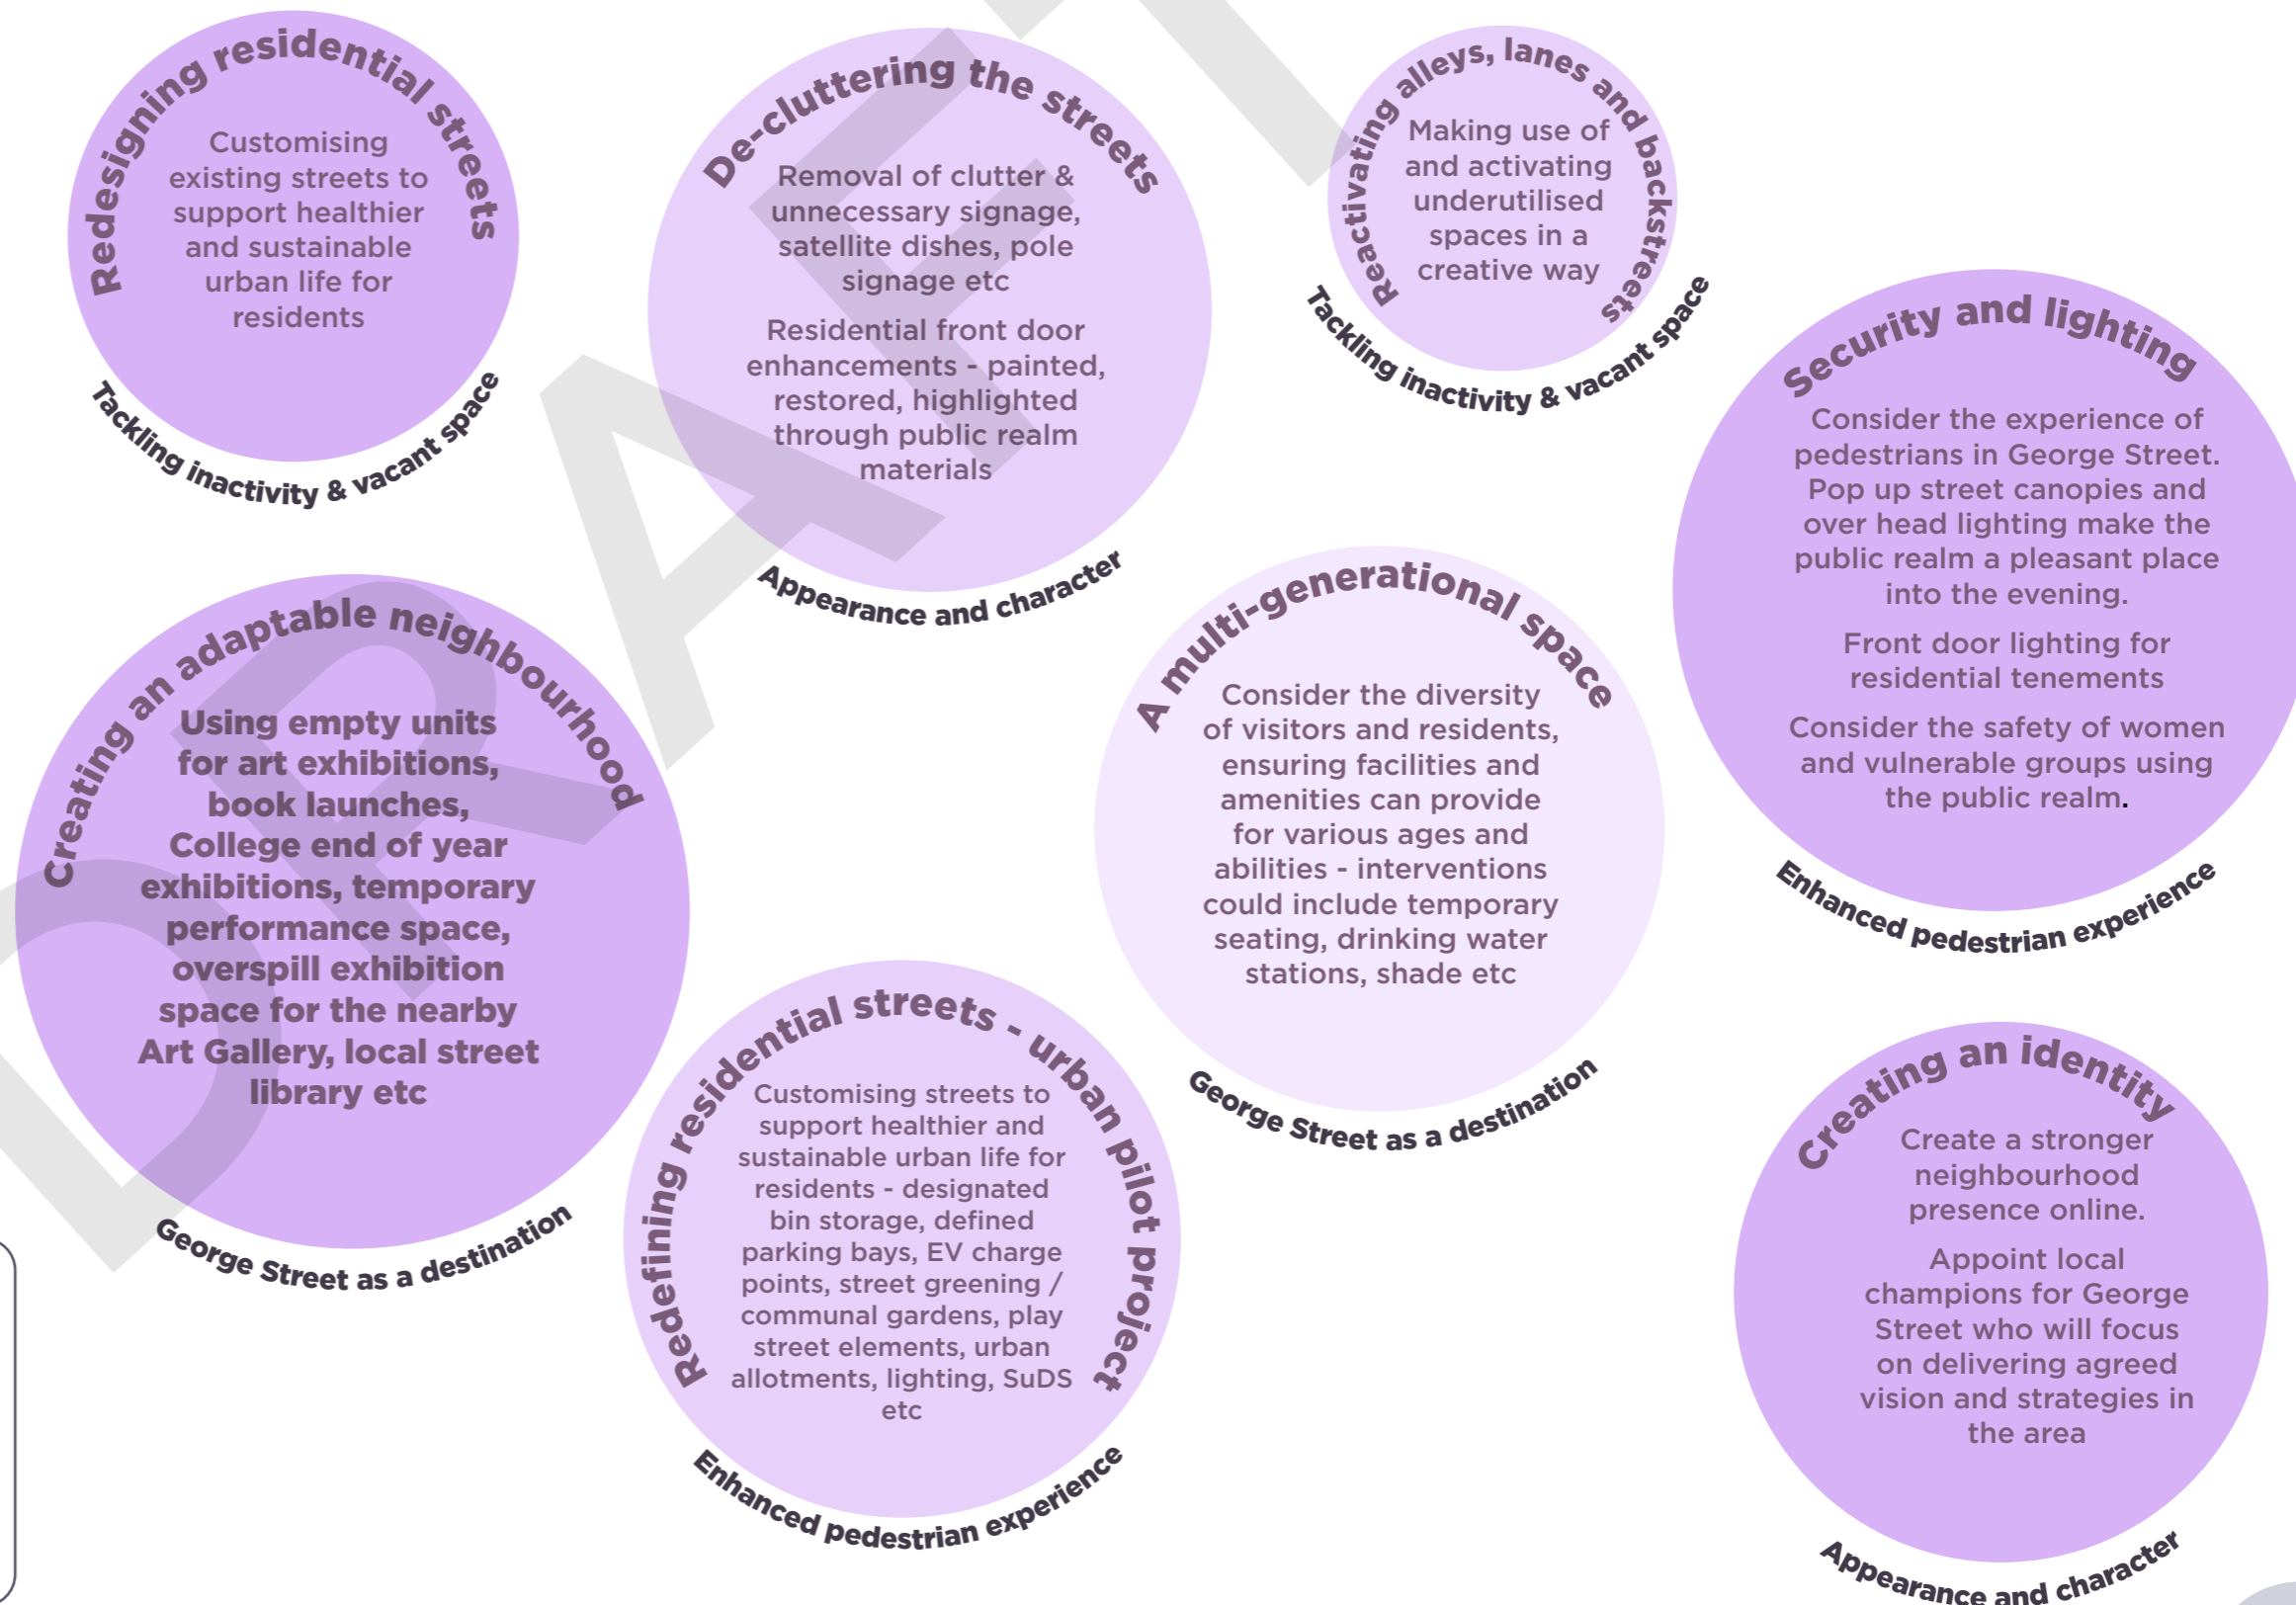 Redesigning residential streets
Customising
existing streets to
support healthier
and sustainable
urban life for
residents
Tackling inactivity & vacant space
De-cluttering the streets
Removal of clutter &
unnecessary signage,
satellite dishes, pole
signage etc
Residential front door
enhancements - painted,
restored, highlighted
through public realm
materials
Appearance and character
Reactivating alleys, lanes and backstreets
Making use of
and activating
underutilised
spaces in a
creative way
Tackling inactivity & vacant space
Security and lighting
Consider the experience of
pedestrians in George Street.
Pop up street canopies and
over head lighting make the
public realm a pleasant place
into the evening.
Front door lighting for
residential tenements
Consider the safety of women
and vulnerable groups using
the public realm.
Enhanced pedestrian experience
Creating an adaptable neighbourhood
Using empty units
for art exhibitions,
book launches,
College end of year
exhibitions, temporary
performance space,
overspill exhibition
space for the nearby
Art Gallery, local street
library etc
George Street as a destination
A multi-generational space
Consider the diversity
of visitors and residents,
ensuring facilities and
amenities can provide
for various ages and
abilities - interventions
could include temporary
seating, drinking water
stations, shade etc
George Street as a destination
Redefining residential streets - urban pilot project
Customising streets to
support healthier and
sustainable urban life for
residents - designated
bin storage, defined
parking bays, EV charge
points, street greening /
communal gardens, play
street elements, urban
allotments, lighting, SuDS
etc
Enhanced pedestrian experience
Creating an identity
Create a stronger
neighbourhood
presence online.
Appoint local
champions for George
Street who will focus
on delivering agreed
vision and strategies in
the area
Appearance and character
DRAFT